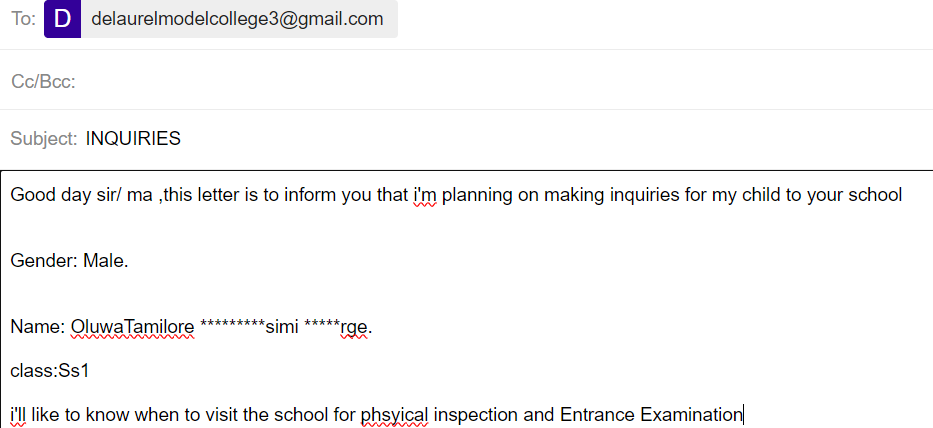 To: D delaurelmodelcollege3@gmail.com
Cc/Bcc:
Subject: INQUIRIES
Good day sir/ ma ,this letter is to inform you that i'm planning on making inquiries for my child to your school
Gender: Male.
Name: OluwaTamilore *********simi *****rge.
class:Ss1
i'll like to know when to visit the school for phsyical inspection and Entrance Examination